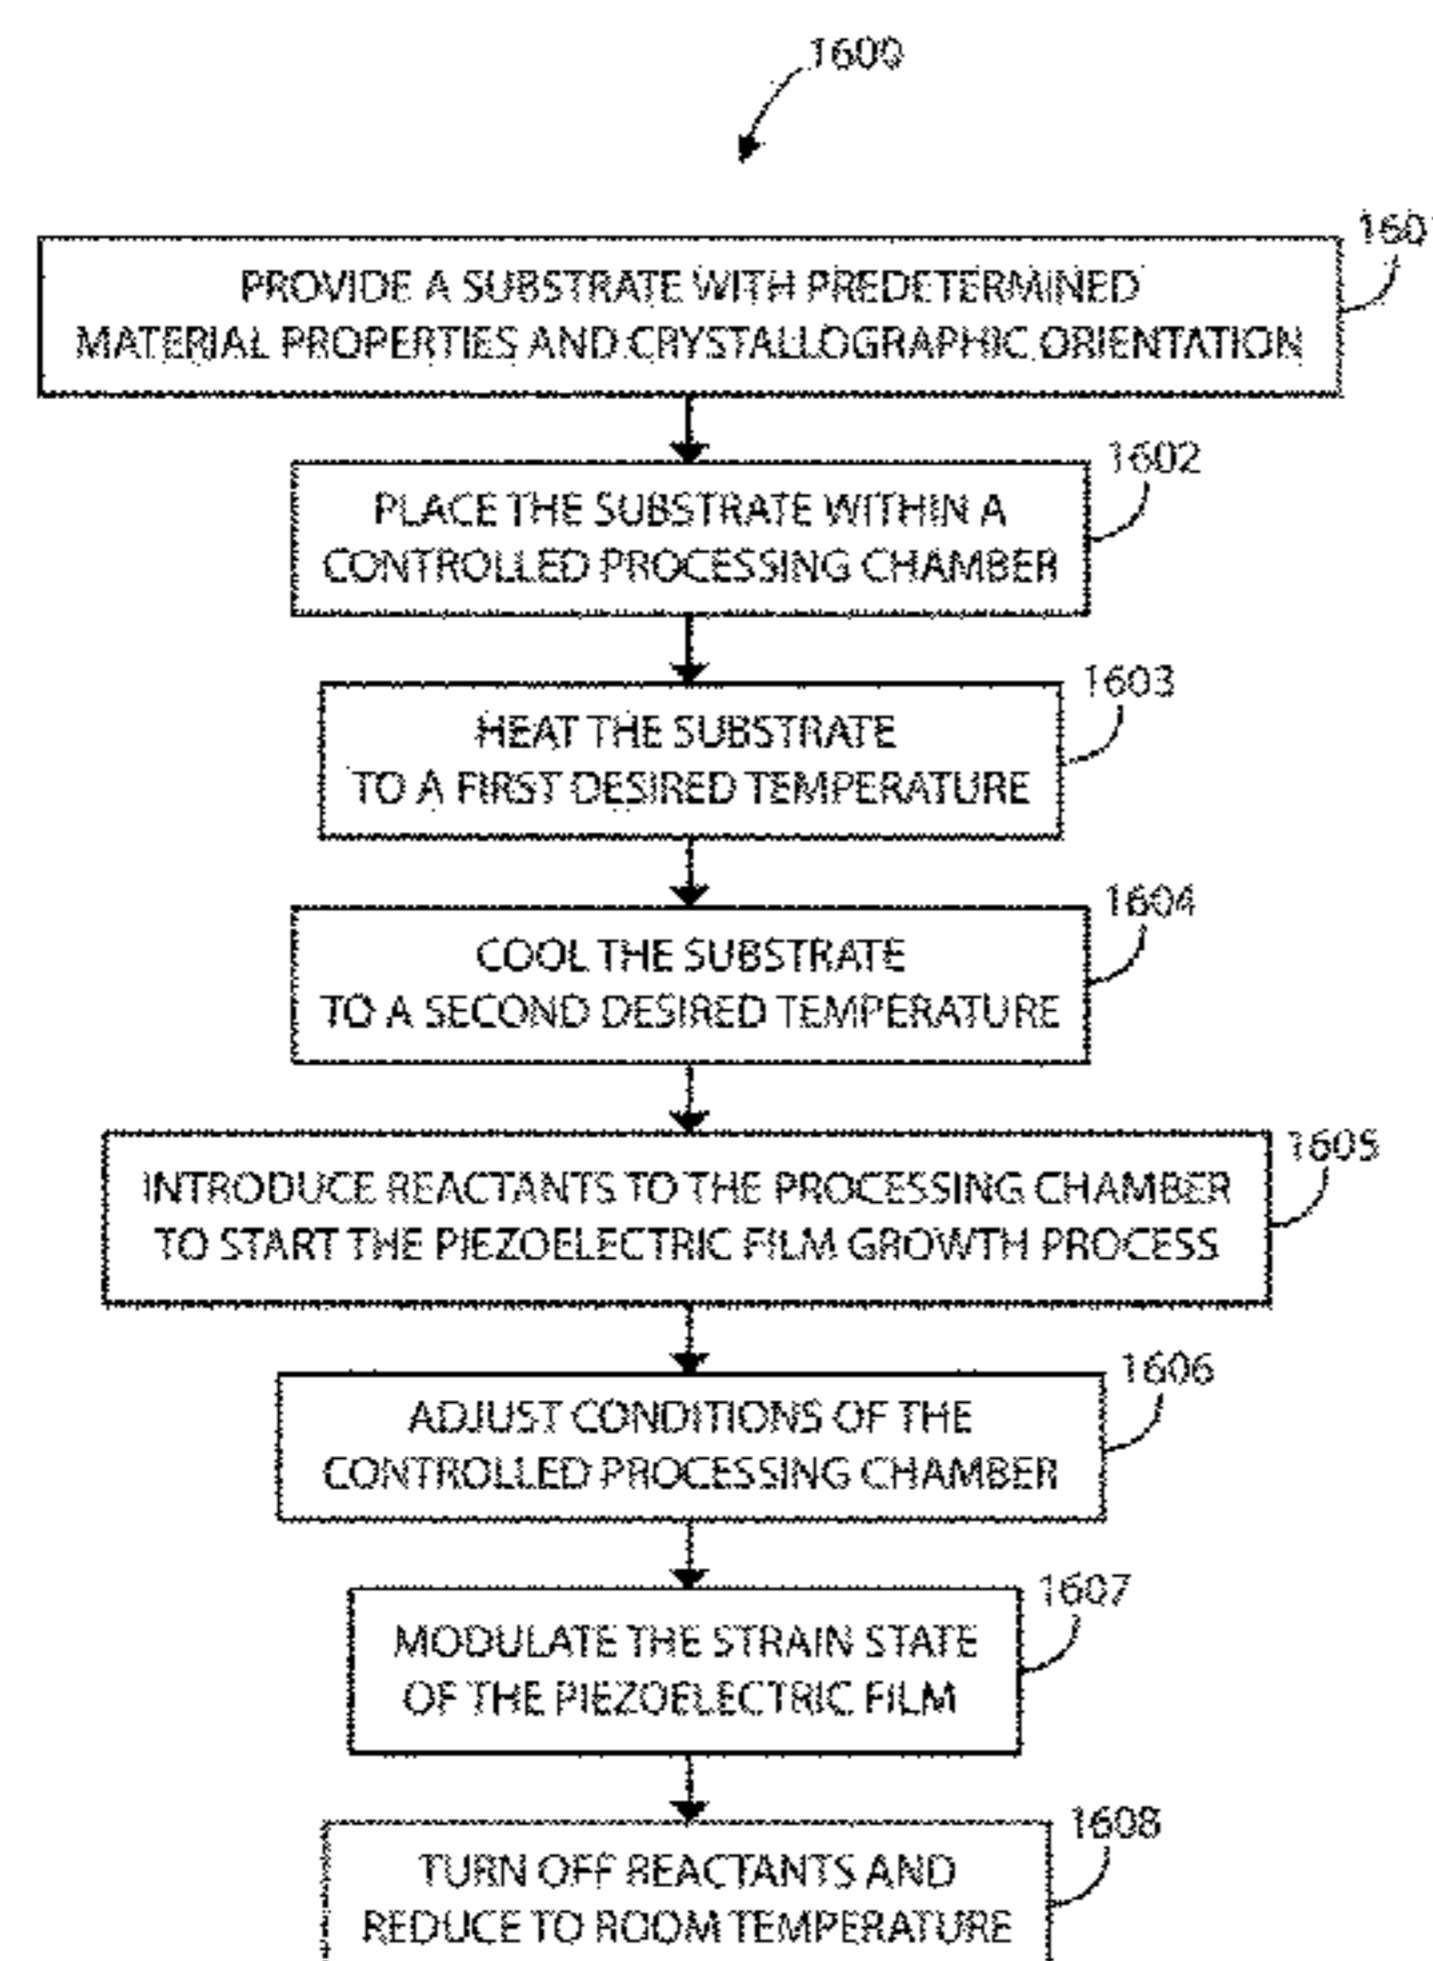 1600
1601
PROVIDE A SUBSTRATE WITH PREDETERMINED
MATERIAL PROPERTIES AND CRYSTALLOGRAPHIC ORIENTATION
1602
PLACE THE SUBSTRATE WITHIN A
CONTROLLED PROCESSING CHAMBER
1603
HEAT THE SUBSTRATE
TO A FIRST DESIRED TEMPERATURE
1604
COOL THE SUBSTRATE
TO A SECOND DESIRED TEMPERATURE
1605
INTRODUCE REACTANTS TO THE PROCESSING CHAMBER
TO START THE PIEZOELECTRIC FILM GROWTH PROCESS
1606
ADJUST CONDITIONS OF THE
CONTROLLED PROCESSING CHAMBER
1607
MODULATE THE STRAIN STATE
OF THE PIEZOELECTRIC FILM
1608
TURN OFF REACTANTS AND
REDUCE TO ROOM TEMPERATURE